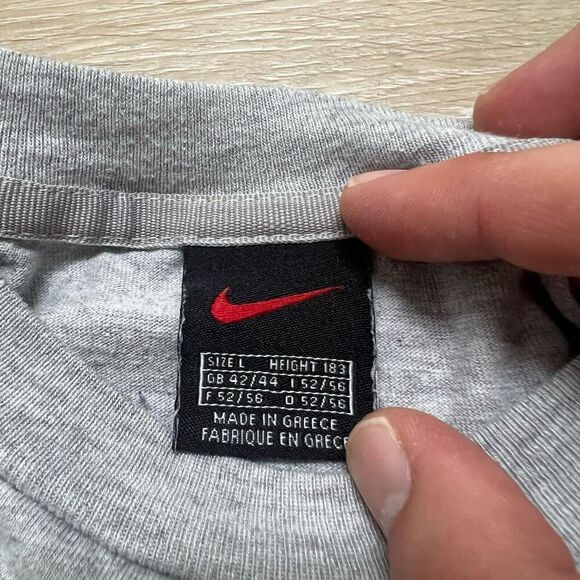 SIZE L HEIGHT 183
GB 42/44 I 52/56
F 52/56 D 52/56
MADE IN GREECE
FABRIQUE EN GRECE